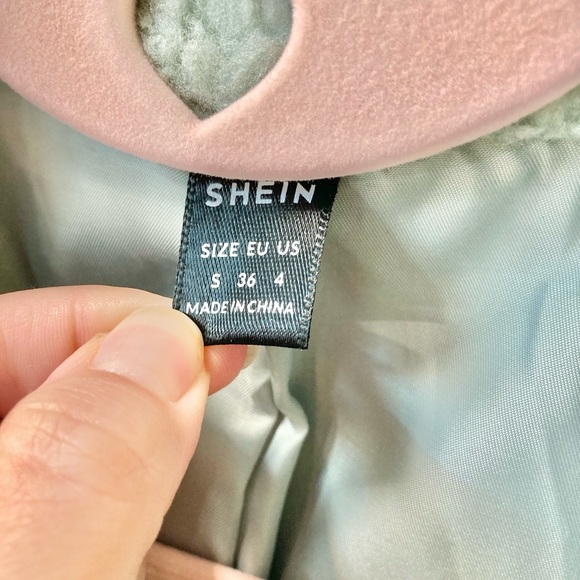 SHEIN
SIZE EU US
S 36 4
MADE IN CHINA